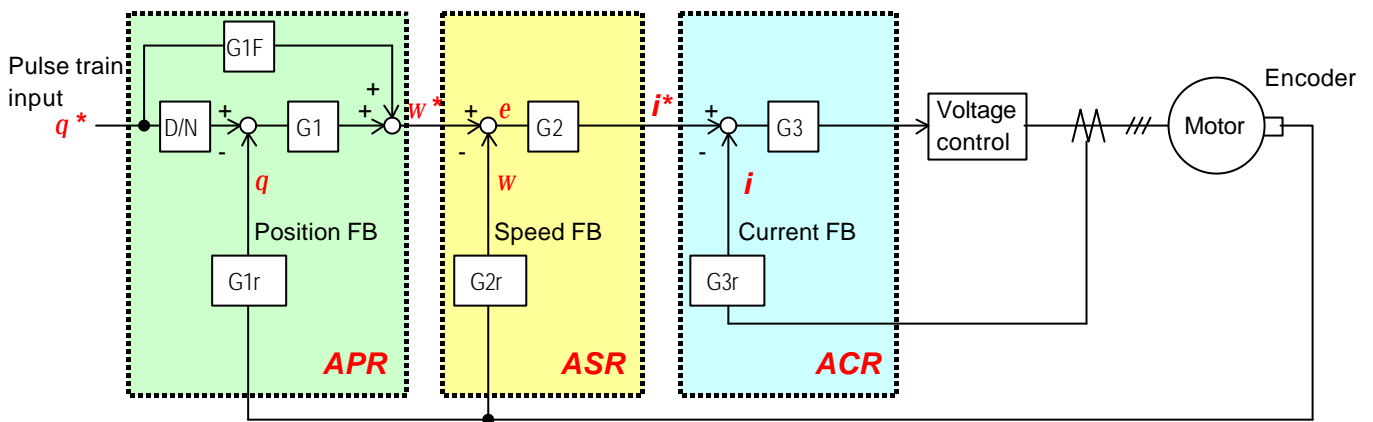 G1F
Pulse train
input
q *
D/N
+
-
G1
+
+
w *
+
-
e
G2
i*
+
-
G3
Voltage
control
Motor
Encoder
q
w
i
Position FB
Speed FB
Current FB
G1r
G2r
G3r
APR
ASR
ACR